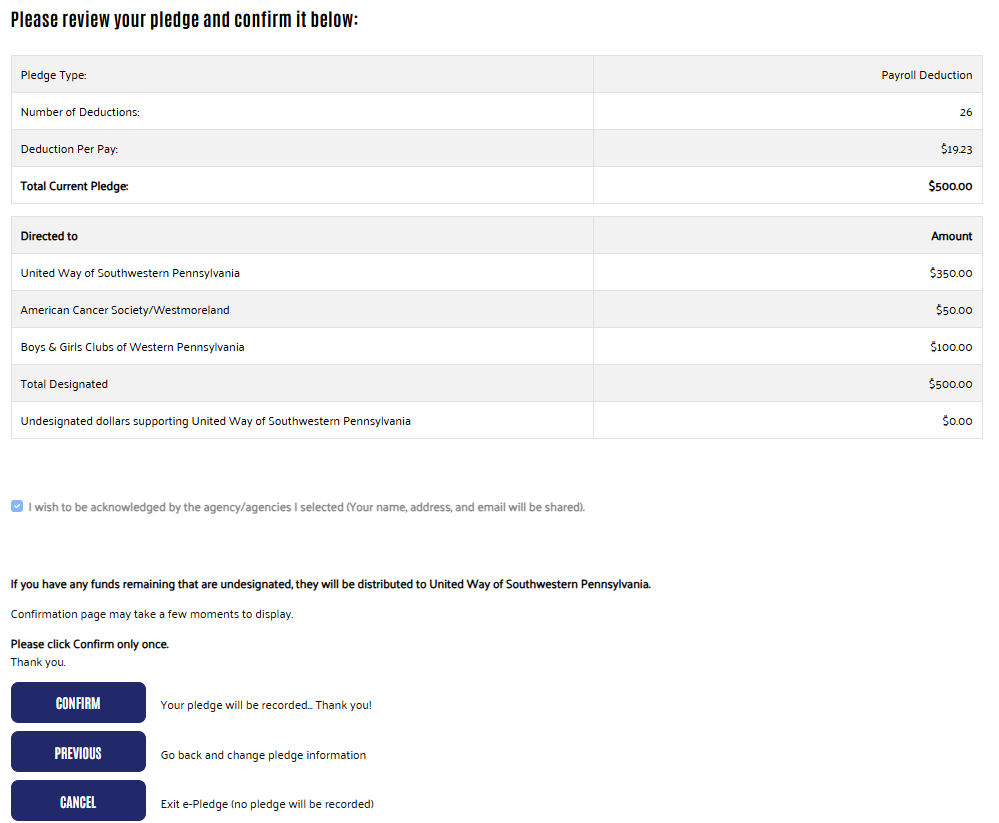 Please review your pledge and confirm it below:
Pledge Type: Payroll Deduction
Number of Deductions: 26
Deduction Per Pay: $19.23
Total Current Pledge: $500.00
Directed to Amount
United Way of Southwestern Pennsylvania $350.00
American Cancer Society/Westmoreland $50.00
Boys & Girls Clubs of Western Pennsylvania $100.00
Total Designated $500.00
Undesignated dollars supporting United Way of Southwestern Pennsylvania $0.00
I wish to be acknowledged by the agency/agencies I selected (Your name, address, and email will be shared).
If you have any funds remaining that are undesignated, they will be distributed to United Way of Southwestern Pennsylvania.
Confirmation page may take a few moments to display.
Please click Confirm only once.
Thank you.
CONFIRM Your pledge will be recorded... Thank you!
PREVIOUS Go back and change pledge information
CANCEL Exit e-Pledge (no pledge will be recorded)